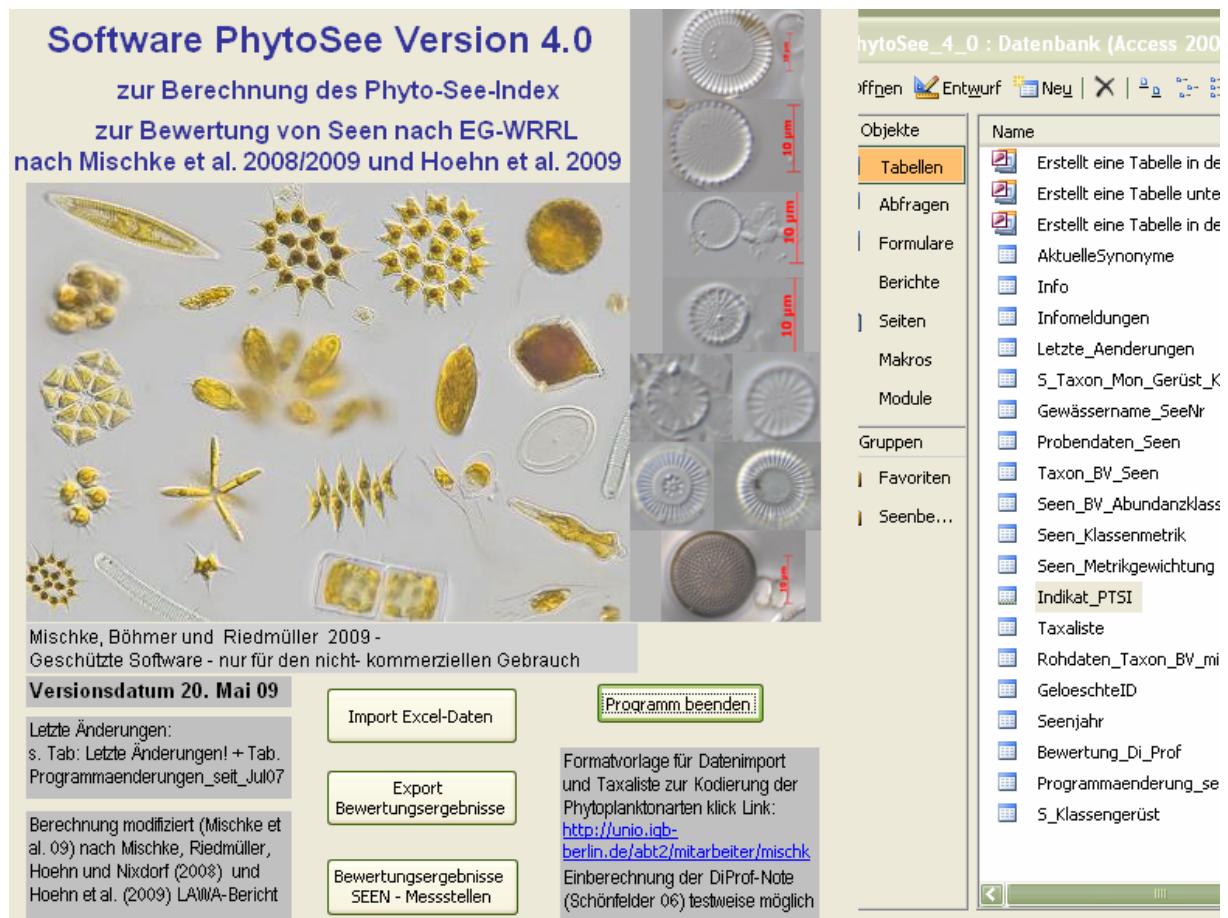 Software PhytoSee Version 4.0
zur Berechnung des Phyto-See-Index
zur Bewertung von Seen nach EG-WRRL
nach Mischke et al. 2008/2009 und Hoehn et al. 2009
10 µm
10 µm
10 µm
10 µm
10 µm
Mischke, Böhmer und Riedmüller 2009 -
Geschützte Software - nur für den nicht- kommerziellen Gebrauch
Versionsdatum 20. Mai 09
Letzte Änderungen:
s. Tab: Letzte Änderungen! + Tab.
Programmaenderungen_seit_Jul07
Berechnung modifiziert (Mischke et
al. 09) nach Mischke, Riedmüller,
Hoehn und Nixdorf (2008) und
Hoehn et al. (2009) LAWA-Bericht
Import Excel-Daten
Export
Bewertungsergebnisse
Bewertungsergebnisse
SEEN - Messstellen
Programm beenden
Formatvorlage für Datenimport
und Taxaliste zur Kodierung der
Phytoplanktonarten klick Link:
http://unio.igb-
berlin.de/abt2/mitarbeiter/mischk
Einberechnung der DiProf-Note
(Schönfelder 06) testweise möglich
hytoSee_4_0 : Datenbank (Access 200
Öffnen Entwurf Neu
Objekte
Tabellen
Abfragen
Formulare
Berichte
Seiten
Makros
Module
Gruppen
Favoriten
Seenbe...
Name
Erstellt eine Tabelle in de
Erstellt eine Tabelle unte
Erstellt eine Tabelle in de
AktuelleSynonyme
Info
Infomeldungen
Letzte_Aenderungen
S_Taxon_Mon_Gerüst_K
Gewässername_SeeNr
Probendaten_Seen
Taxon_BV_Seen
Seen_BV_Abundanzklass
Seen_Klassenmetrik
Seen_Metrikgewichtung
Indikat_PTSI
Taxaliste
Rohdaten_Taxon_BV_mi
GeloeschteID
Seenjahr
Bewertung_Di_Prof
Programmaenderung_se
S_Klassengerüst